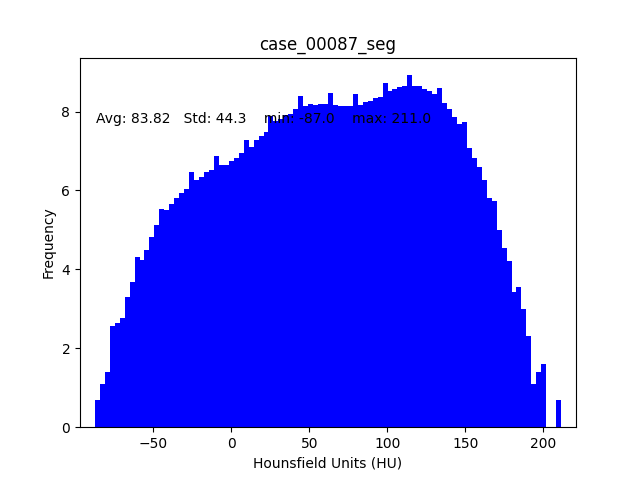 case_00087_seg
Avg: 83.82 Std: 44.3 min: -87.0 max: 211.0
8
6
4
2
0
Frequency
−50 0 50 100 150 200
Hounsfield Units (HU)